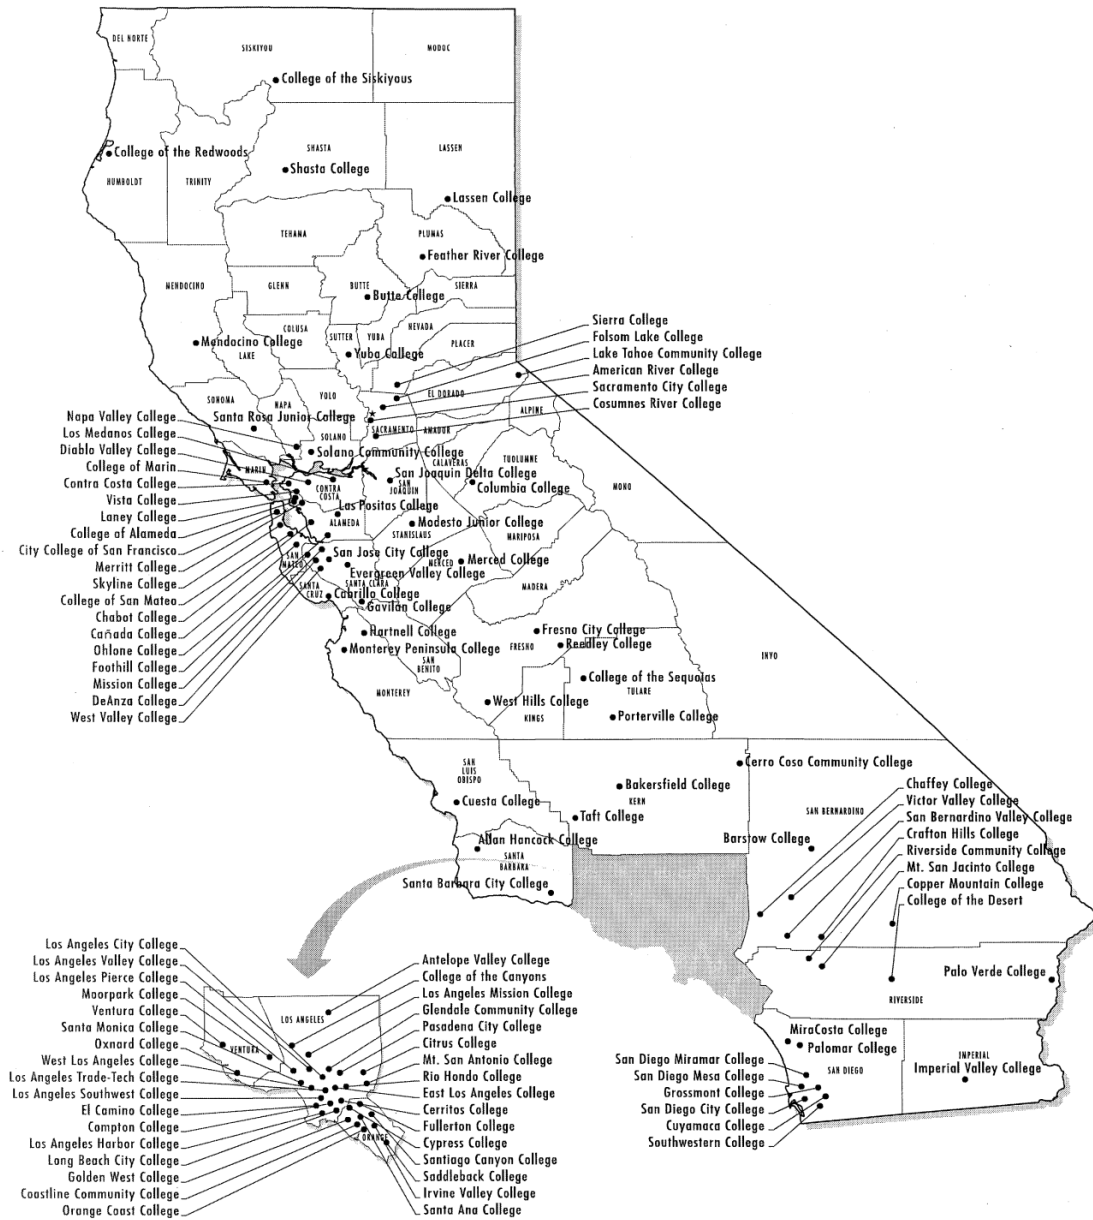 DEL NORTE
SISKIYOU
MODOC
College of the Siskiyous
College of the Redwoods
HUMBOLDT
TRINITY
SHASTA
Shasta College
LASSEN
Lassen College
TEHAMA
PLUMAS
Feather River College
MENDOCINO
GLENN
BUTTE
Butte College
SIERRA
COLUSA
SUTTER
YUBA
NEVADA
PLACER
Mendocino College
LAKE
Yuba College
Sierra College
Folsom Lake College
Lake Tahoe Community College
American River College
Sacramento City College
Cosumnes River College
SONOMA
NAPA
YOLO
EL DORADO
ALPINE
Santa Rosa Junior College
SACRAMENTO
AMADOR
SOLANO
Solano Community College
Napa Valley College
Los Medanos College
Diablo Valley College
College of Marin
Contra Costa College
Vista College
Laney College
College of Alameda
City College of San Francisco
Merritt College
Skyline College
College of San Mateo
Chabot College
Cañada College
Ohlone College
Foothill College
Mission College
DeAnza College
West Valley College
MARIN
CONTRA
COSTA
CALAVERAS
TUOLUMNE
MONO
San Joaquin Delta College
SAN
JOAQUIN
Columbia College
Las Positas College
ALAMEDA
Modesto Junior College
STANISLAUS
MARIPOSA
SAN
MATEO
San Jose City College
MERCED
Merced College
Evergreen Valley College
SANTA CLARA
SANTA
CRUZ
Cabrillo College
Gavilan College
MADERA
Hartnell College
Monterey Peninsula College
SAN
BENITO
Fresno City College
FRESNO
Reedley College
INYO
MONTEREY
College of the Sequoias
TULARE
West Hills College
KINGS
Porterville College
SAN
LUIS
OBISPO
Cuesta College
Bakersfield College
KERN
Taft College
Cerro Coso Community College
SAN BERNARDINO
Barstow College
Allan Hancock College
SANTA
BARBARA
Santa Barbara City College
Chaffey College
Victor Valley College
San Bernardino Valley College
Crafton Hills College
Riverside Community College
Mt. San Jacinto College
Copper Mountain College
College of the Desert
Palo Verde College
RIVERSIDE
MiraCosta College
Palomar College
SAN DIEGO
IMPERIAL
Imperial Valley College
San Diego Miramar College
San Diego Mesa College
Grossmont College
San Diego City College
Cuyamaca College
Southwestern College
Los Angeles City College
Los Angeles Valley College
Los Angeles Pierce College
Moorpark College
Ventura College
Santa Monica College
Oxnard College
West Los Angeles College
Los Angeles Trade-Tech College
Los Angeles Southwest College
El Camino College
Compton College
Los Angeles Harbor College
Long Beach City College
Golden West College
Coastline Community College
Orange Coast College
LOS ANGELES
VENTURA
ORANGE
Antelope Valley College
College of the Canyons
Los Angeles Mission College
Glendale Community College
Pasadena City College
Citrus College
Mt. San Antonio College
Rio Hondo College
East Los Angeles College
Cerritos College
Fullerton College
Cypress College
Santiago Canyon College
Saddleback College
Irvine Valley College
Santa Ana College